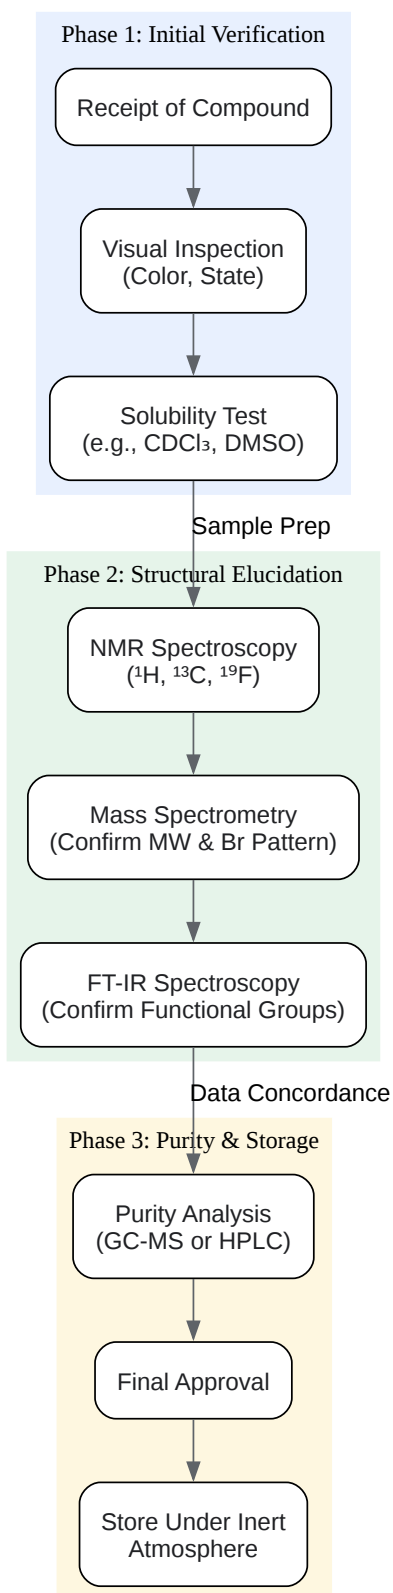 Phase 1: Initial Verification
Receipt of Compound
Visual Inspection
(Color, State)
Solubility Test
(e.g., CDCl₃, DMSO)
Sample Prep
Phase 2: Structural Elucidation
NMR Spectroscopy
(¹H, ¹³C, ¹⁹F)
Mass Spectrometry
(Confirm MW & Br Pattern)
FT-IR Spectroscopy
(Confirm Functional Groups)
Data Concordance
Phase 3: Purity & Storage
Purity Analysis
(GC-MS or HPLC)
Final Approval
Store Under Inert
Atmosphere